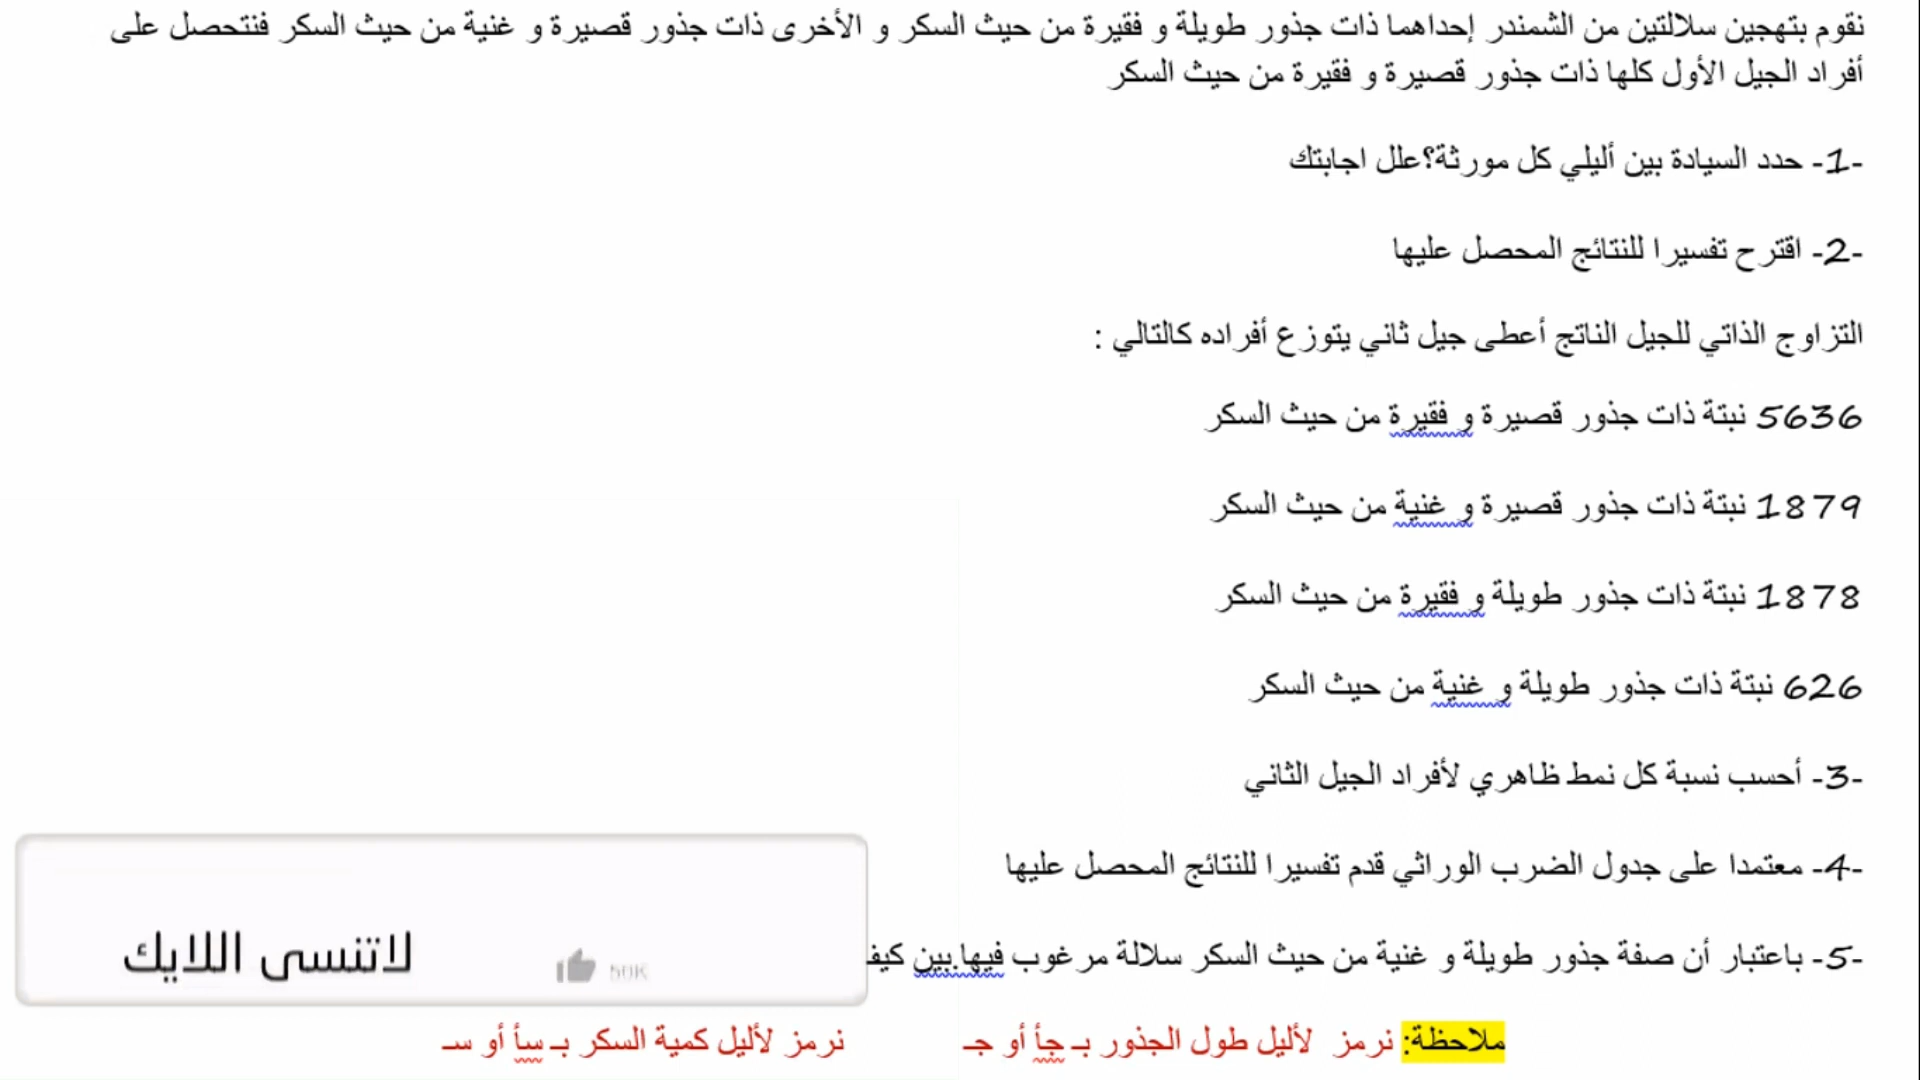 نقوم بتهجين سلالتين من الشمندر إحداهما ذات جذور طويلة و فقيرة من حيث السكر و الأخرى ذات جذور قصيرة و غنية من حيث السكر فنتحصل على
أفراد الجيل الأول كلها ذات جذور قصيرة و فقيرة من حيث السكر
-1- حدد السيادة بين أليلي كل مورثة؟علل اجابتك
-2- اقترح تفسيرا للنتائج المحصل عليها
التزاوج الذاتي للجيل الناتج أعطى جيل ثاني يتوزع أفراده كالتالي :
5636 نبتة ذات جذور قصيرة و فقيرة من حيث السكر
1879 نبتة ذات جذور قصيرة و غنية من حيث السكر
1878 نبتة ذات جذور طويلة و فقيرة من حيث السكر
626 نبتة ذات جذور طويلة و غنية من حيث السكر
-3- أحسب نسبة كل نمط ظاهري لأفراد الجيل الثاني
-4- معتمدا على جدول الضرب الوراثي قدم تفسيرا للنتائج المحصل عليها
-5- باعتبار أن صفة جذور طويلة و غنية من حيث السكر سلالة مرغوب فيها.بين كيف
لاتنسى اللايك 50K
ملاحظة: نرمز لأليل طول الجذور بـ جأ أو جـ نرمز لأليل كمية السكر بـ سأ أو سـ